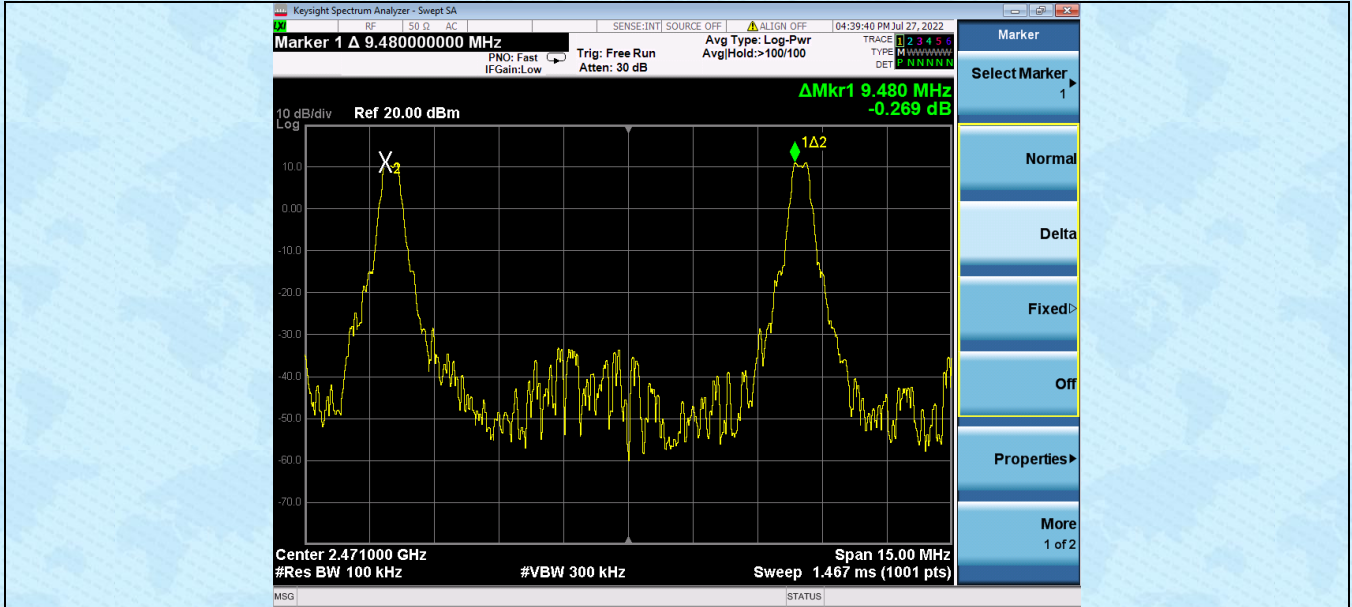 Keysight Spectrum Analyzer - Swept SA
LXI RF 50 Ω AC SENSE:INT SOURCE OFF ALIGN OFF 04:39:40 PM Jul 27, 2022
Marker 1 Δ 9.480000000 MHz
PNO: Fast
IFGain:Low
Trig: Free Run
Atten: 30 dB
Avg Type: Log-Pwr
Avg|Hold:>100/100
TRACE 1 2 3 4 5 6
TYPE M W W W W W
DET P N N N N N
ΔMkr1 9.480 MHz
-0.269 dB
10 dB/div Ref 20.00 dBm
Log
10.0
0.00
-10.0
-20.0
-30.0
-40.0
-50.0
-60.0
-70.0
X2
1Δ2
Center 2.471000 GHz Span 15.00 MHz
#Res BW 100 kHz #VBW 300 kHz Sweep 1.467 ms (1001 pts)
MSG STATUS
Marker
Select Marker
1
Normal
Delta
Fixed
Off
Properties
More
1 of 2